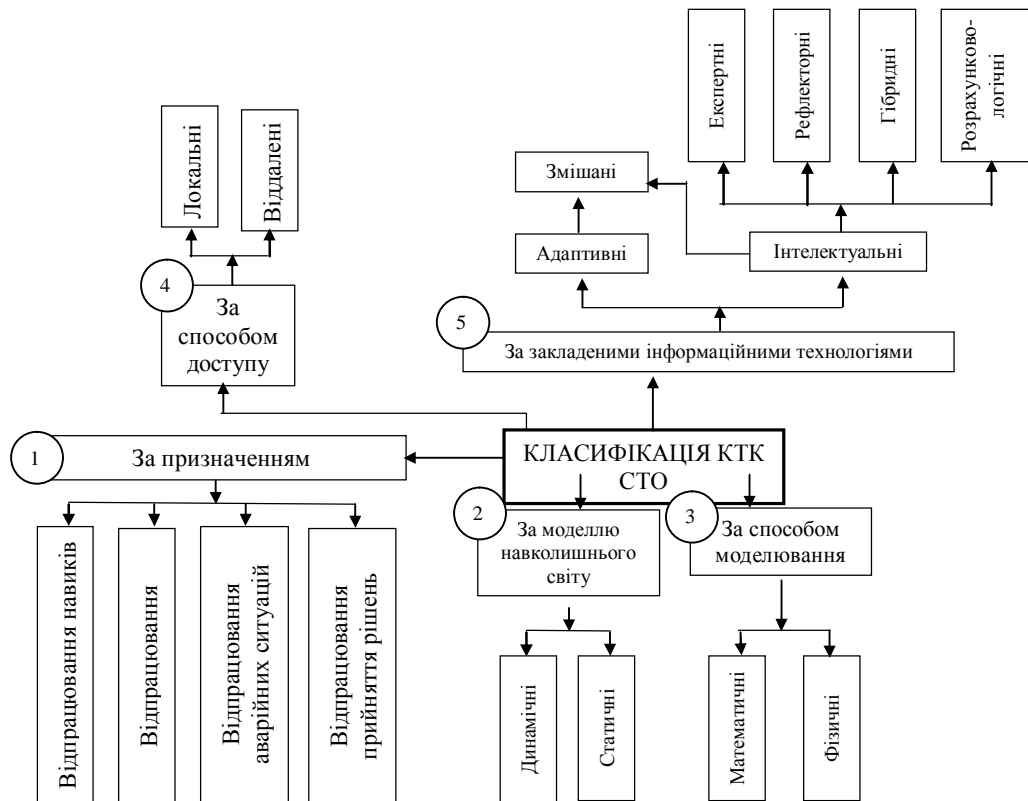 Експертні
Рефлекторні
Гібридні
Розрахунково-
логічні
Локальні
Віддалені
Змішані
Адаптивні
Інтелектуальні
4
За
способом
доступу
5
За закладеними інформаційними технологіями
КЛАСИФІКАЦІЯ КТК
СТО
1
За призначенням
2
За моделлю
навколишнього
світу
3
За способом
моделювання
Відпрацювання навиків
Відпрацювання
Відпрацювання
аварійних ситуацій
Відпрацювання
прийняття рішень
Динамічні
Статичні
Математичні
Фізичні